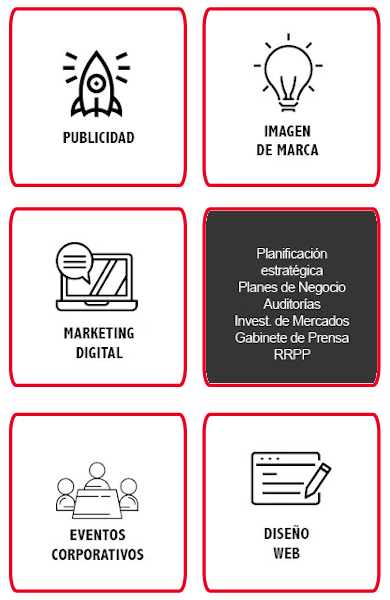 PUBLICIDAD
IMAGEN
DE MARCA
MARKETING
DIGITAL
Planificación
estratégica
Planes de Negocio
Auditorías
Invest. de Mercados
Gabinete de Prensa
RRPP
EVENTOS
CORPORATIVOS
DISEÑO
WEB